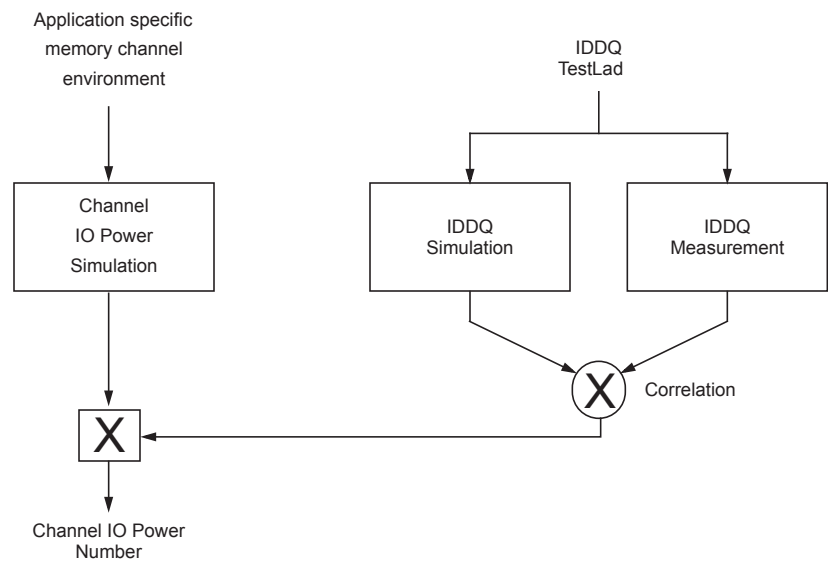 Application specific
memory channel
environment
IDDQ
TestLad
Channel
IO Power
Simulation
IDDQ
Simulation
IDDQ
Measurement
X
Correlation
X
Channel IO Power
Number